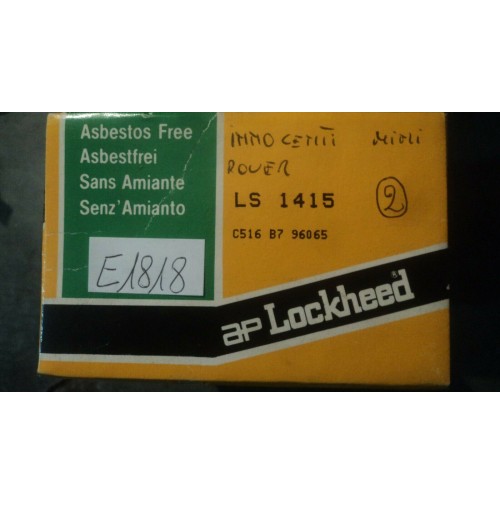 Asbestos Free
Asbestfrei
Sans Amiante
Senz'Amianto
INNOCENTI MINI
ROVER
LS 1415
2
C516 B7 96065
E1818
aP Lockheed®